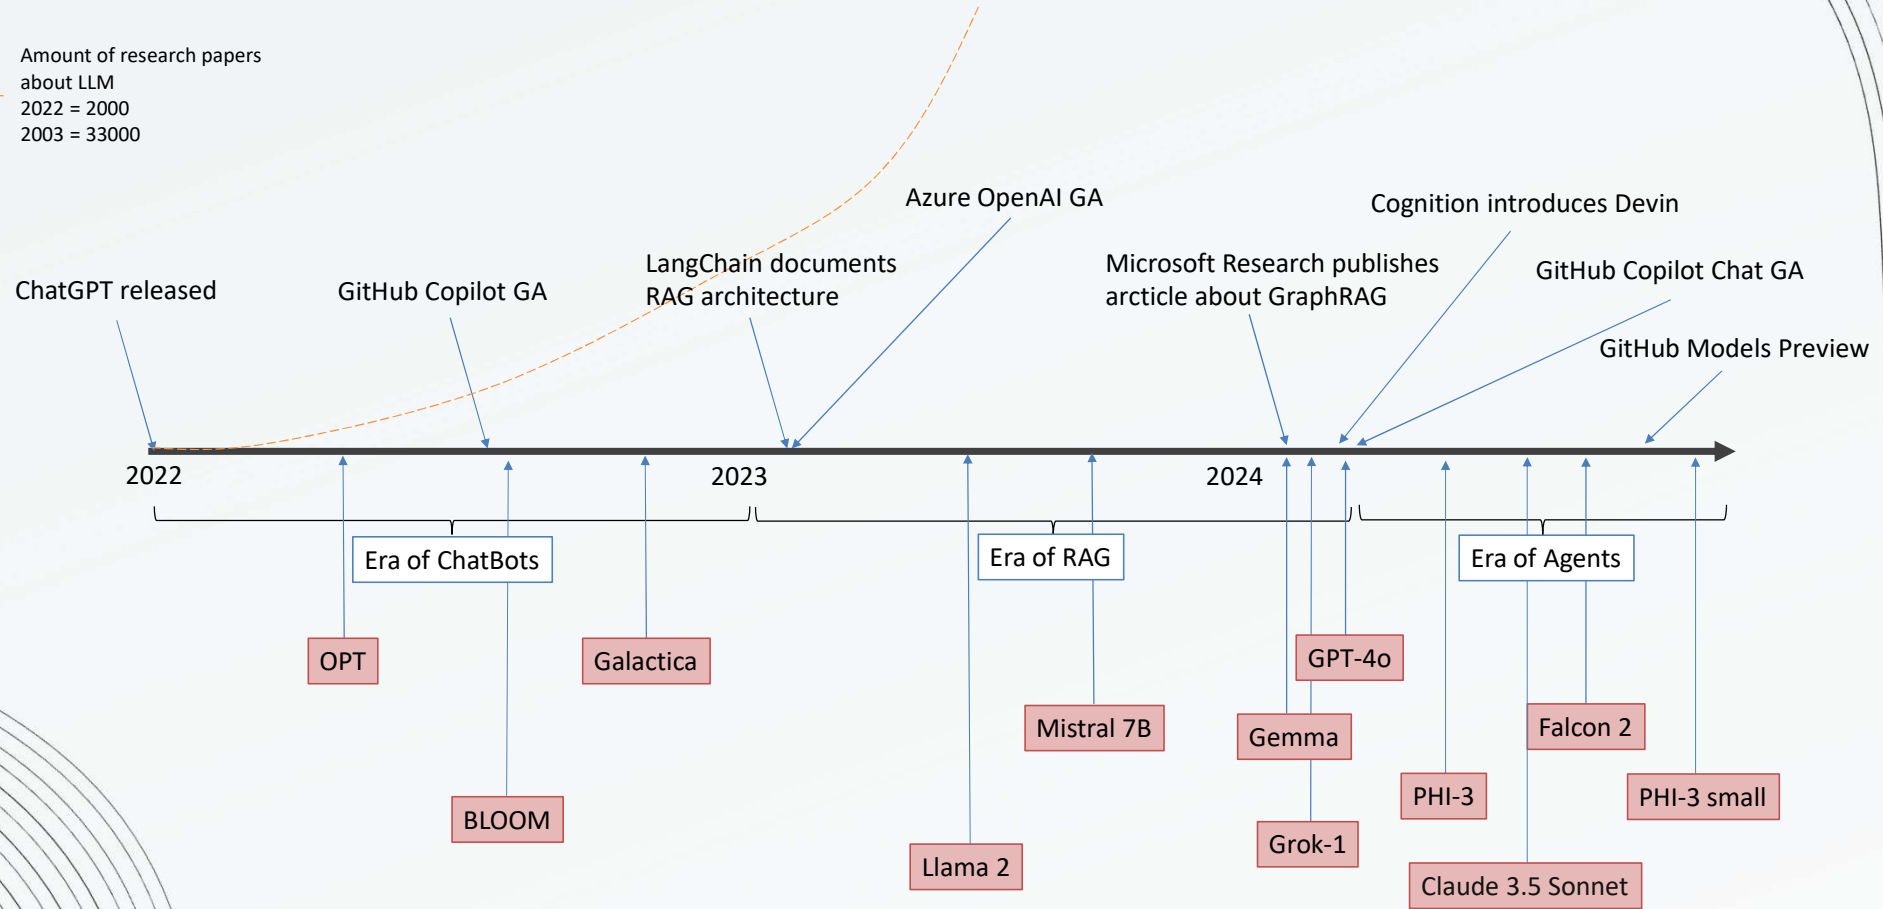 Amount of research papers
about LLM
2022 = 2000
2003 = 33000
Azure OpenAI GA
Cognition introduces Devin
ChatGPT released
GitHub Copilot GA
LangChain documents
RAG architecture
Microsoft Research publishes
arcticle about GraphRAG
GitHub Copilot Chat GA
GitHub Models Preview
2022
2023
2024
Era of ChatBots
Era of RAG
Era of Agents
OPT
Galactica
GPT-4o
Mistral 7B
Gemma
Falcon 2
PHI-3
PHI-3 small
BLOOM
Grok-1
Llama 2
Claude 3.5 Sonnet